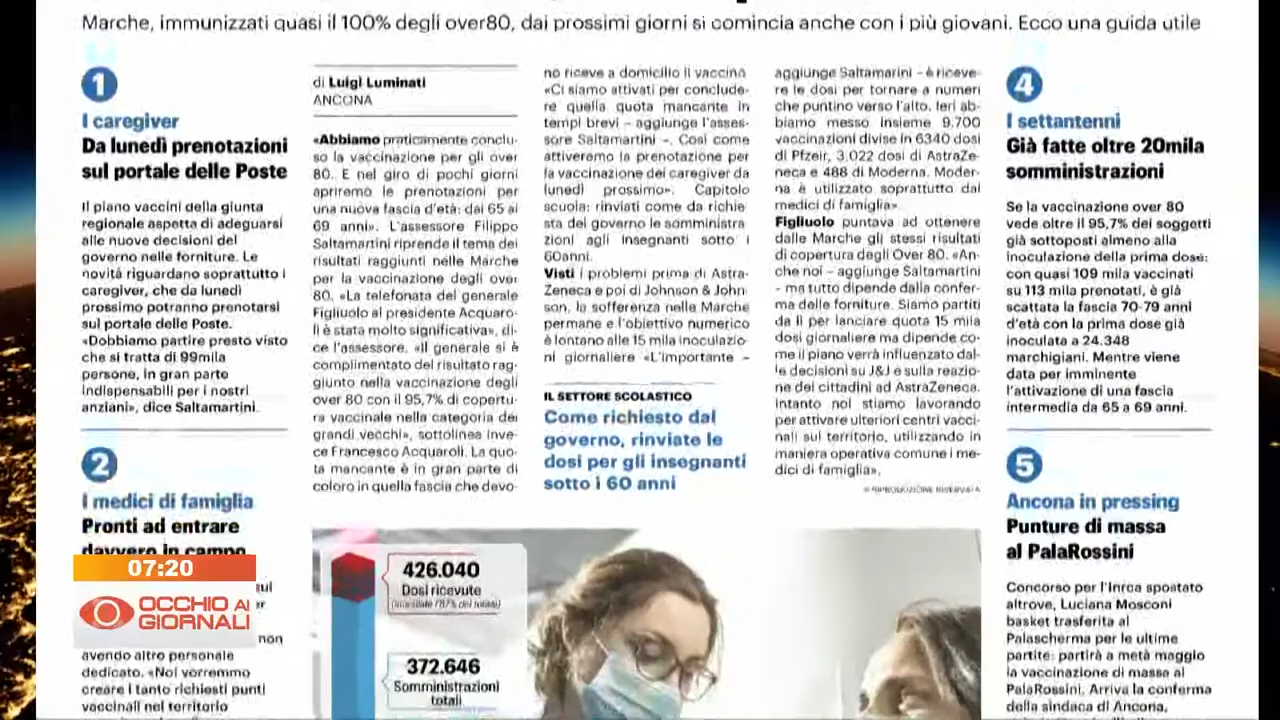 Marche, immunizzati quasi il 100% degli over80, dai prossimi giorni si comincia anche con i più giovani. Ecco una guida utile
1
I caregiver
Da lunedì prenotazioni
sul portale delle Poste
Il piano vaccini della giunta
regionale aspetta di adeguarsi
alle nuove decisioni del
governo nelle forniture. Le
novità riguardano soprattutto i
caregiver, che da lunedì
prossimo potranno prenotarsi
sul portale delle Poste.
«Dobbiamo partire presto visto
che si tratta di 99mila
persone, in gran parte
indispensabili per i nostri
anziani», dice Saltamartini.
2
I medici di famiglia
Pronti ad entrare
davvero in campo
non
avendo altro personale
dedicato. «Noi vorremmo
creare i tanto richiesti punti
vaccinali nel territorio
di Luigi Luminati
ANCONA
«Abbiamo praticamente conclu-
so la vaccinazione per gli over
80. E nel giro di pochi giorni
apriremo le prenotazioni per
una nuova fascia d'età: dai 65 ai
69 anni». L'assessore Filippo
Saltamartini riprende il tema dei
risultati raggiunti nelle Marche
per la vaccinazione degli over
80. «La telefonata del generale
Figliuolo al presidente Acquaro-
li è stata molto significativa», di-
ce l'assessore. «Il generale si è
complimentato del risultato rag-
giunto nella vaccinazione degli
over 80 con il 95,7% di copertu-
ra vaccinale nella categoria dei
grandi vecchi», sottolinea inve-
ce Francesco Acquaroli. La quo-
ta mancante è in gran parte di
coloro in quella fascia che devo-
no riceve a domicilio il vaccino
«Ci siamo attivati per conclude-
re quella quota mancante in
tempi brevi – aggiunge l'asses-
sore Saltamartini –. Così come
attiveremo la prenotazione per
la vaccinazione dei caregiver da
lunedì prossimo». Capitolo
scuola: rinviati come da richie
sta del governo le somministra
zioni agli insegnanti sotto i
60anni.
Visti i problemi prima di Astra-
Zeneca e poi di Johnson & John-
son, la sofferenza nelle Marche
permane e l'obiettivo numerico
è lontano alle 15 mila inoculazio-
ni giornaliere «L'importante –
IL SETTORE SCOLASTICO
Come richiesto dal
governo, rinviate le
dosi per gli insegnanti
sotto i 60 anni
aggiunge Saltamartini – è riceve-
re le dosi per tornare a numeri
che puntino verso l'alto. Ieri ab-
biamo messo insieme 9.700
vaccinazioni divise in 6340 dosi
di Pfzeir, 3.022 dosi di AstraZe-
neca e 488 di Moderna. Moder-
na è utilizzato soprattutto dai
medici di famiglia».
Figliuolo puntava ad ottenere
dalle Marche gli stessi risultati
di copertura degli Over 80. «An-
che noi – aggiunge Saltamartini
– ma tutto dipende dalla confer-
ma delle forniture. Siamo partiti
da lì per lanciare quota 15 mila
dosi giornaliere ma dipende co-
me il piano verrà influenzato dal-
le decisioni su J&J e sulla reazio-
ne dei cittadini ad AstraZeneca.
Intanto noi stiamo lavorando
per attivare ulteriori centri vacci-
nali sul territorio, utilizzando in
maniera operativa comune i me-
dici di famiglia».
© RIPRODUZIONE RISERVATA
4
I settantenni
Già fatte oltre 20mila
somministrazioni
Se la vaccinazione over 80
vede oltre il 95,7% dei soggetti
già sottoposti almeno alla
inoculazione della prima dose:
con quasi 109 mila vaccinati
su 113 mila prenotati, è già
scattata la fascia 70-79 anni
d'età con la prima dose già
inoculata a 24.348
marchigiani. Mentre viene
data per imminente
l'attivazione di una fascia
intermedia da 65 a 69 anni.
5
Ancona in pressing
Punture di massa
al PalaRossini
Concorso per l'Inrca spostato
altrove, Luciana Mosconi
basket trasferita al
Palascherma per le ultime
partite: partirà a metà maggio
la vaccinazione di massa al
PalaRossini. Arriva la conferma
della sindaca di Ancona,
426.040
Dosi ricevute
372.646
Somministrazioni
totali
07:20
OCCHIO AI
GIORNALI